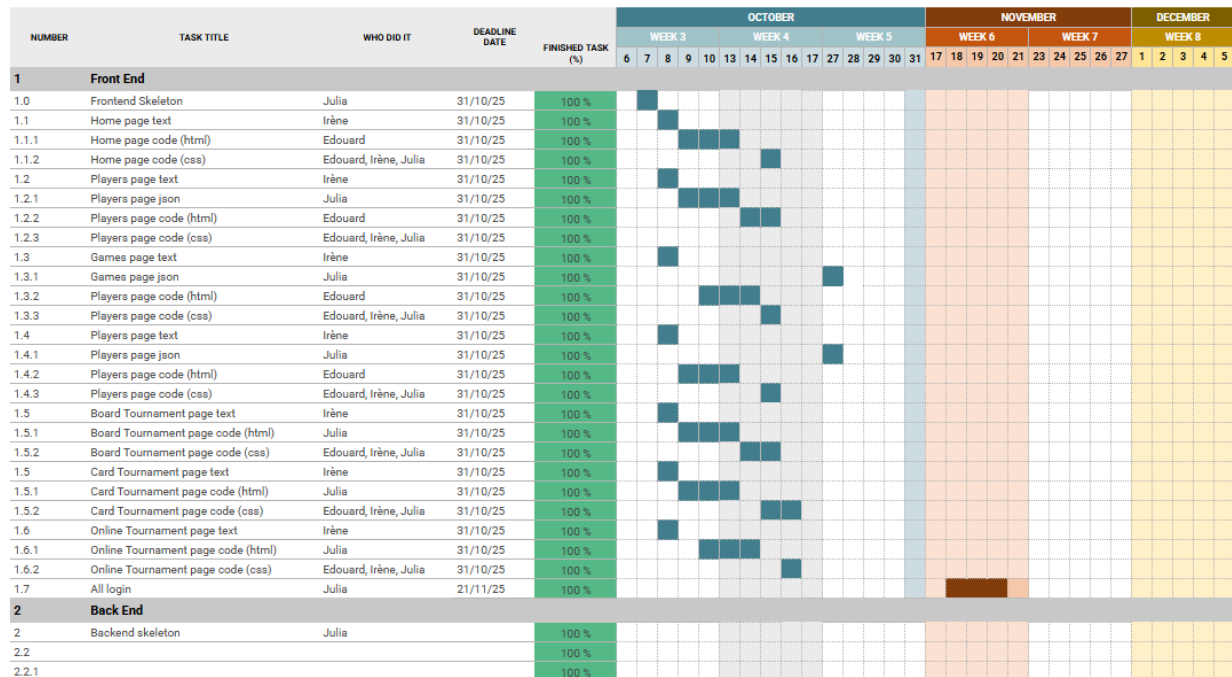 OCTOBER NOVEMBER DECEMBER
NUMBER TASK TITLE WHO DID IT DEADLINE DATE FINISHED TASK (%) WEEK 3 WEEK 4 WEEK 5 WEEK 6 WEEK 7 WEEK 8
6 7 8 9 10 13 14 15 16 17 27 28 29 30 31 17 18 19 20 21 23 24 25 26 27 1 2 3 4 5
1 Front End
1.0 Frontend Skeleton Julia 31/10/25 100 %
1.1 Home page text Irène 31/10/25 100 %
1.1.1 Home page code (html) Edouard 31/10/25 100 %
1.1.2 Home page code (css) Edouard, Irène, Julia 31/10/25 100 %
1.2 Players page text Irène 31/10/25 100 %
1.2.1 Players page json Julia 31/10/25 100 %
1.2.2 Players page code (html) Edouard 31/10/25 100 %
1.2.3 Players page code (css) Edouard, Irène, Julia 31/10/25 100 %
1.3 Games page text Irène 31/10/25 100 %
1.3.1 Games page json Julia 31/10/25 100 %
1.3.2 Players page code (html) Edouard 31/10/25 100 %
1.3.3 Players page code (css) Edouard, Irène, Julia 31/10/25 100 %
1.4 Players page text Irène 31/10/25 100 %
1.4.1 Players page json Julia 31/10/25 100 %
1.4.2 Players page code (html) Edouard 31/10/25 100 %
1.4.3 Players page code (css) Edouard, Irène, Julia 31/10/25 100 %
1.5 Board Tournament page text Irène 31/10/25 100 %
1.5.1 Board Tournament page code (html) Julia 31/10/25 100 %
1.5.2 Board Tournament page code (css) Edouard, Irène, Julia 31/10/25 100 %
1.5 Card Tournament page text Irène 31/10/25 100 %
1.5.1 Card Tournament page code (html) Julia 31/10/25 100 %
1.5.2 Card Tournament page code (css) Edouard, Irène, Julia 31/10/25 100 %
1.6 Online Tournament page text Irène 31/10/25 100 %
1.6.1 Online Tournament page code (html) Julia 31/10/25 100 %
1.6.2 Online Tournament page code (css) Edouard, Irène, Julia 31/10/25 100 %
1.7 All login Julia 21/11/25 100 %
2 Back End
2 Backend skeleton Julia 100 %
2.2 100 %
2.2.1 100 %